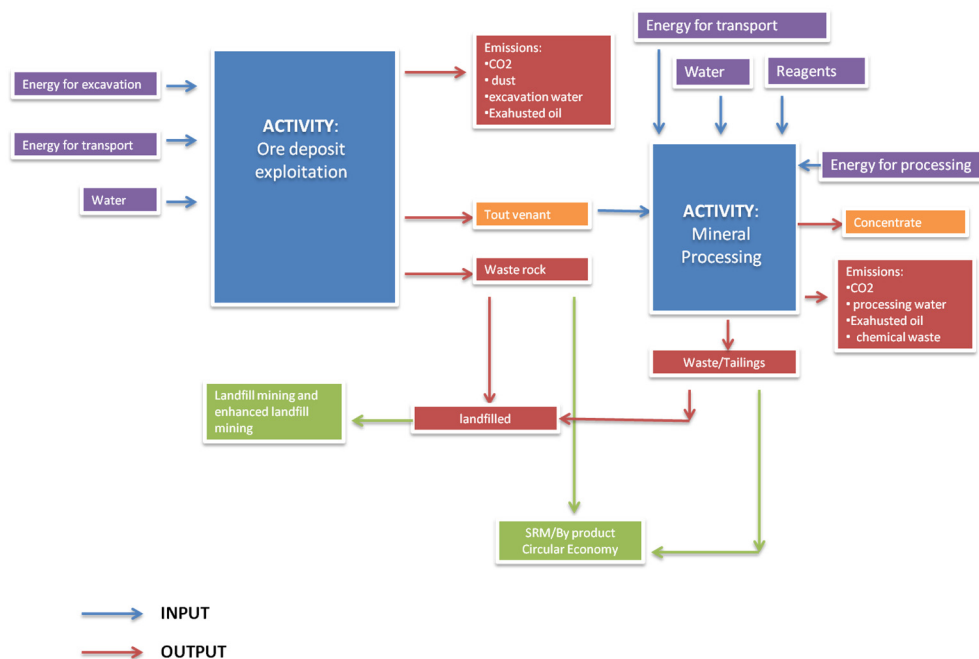 Energy for transport
Emissions:
•CO2
• dust
•excavation water
•Exahusted oil
Water
Reagents
Energy for excavation
ACTIVITY:
Ore deposit
exploitation
Energy for transport
Water
Energy for processing
ACTIVITY:
Mineral
Processing
Tout venant
Concentrate
Waste rock
Emissions:
•CO2
• processing water
•Exahusted oil
• chemical waste
Waste/Tailings
Landfill mining and
enhanced landfill
mining
landfilled
SRM/By product
Circular Economy
INPUT
OUTPUT